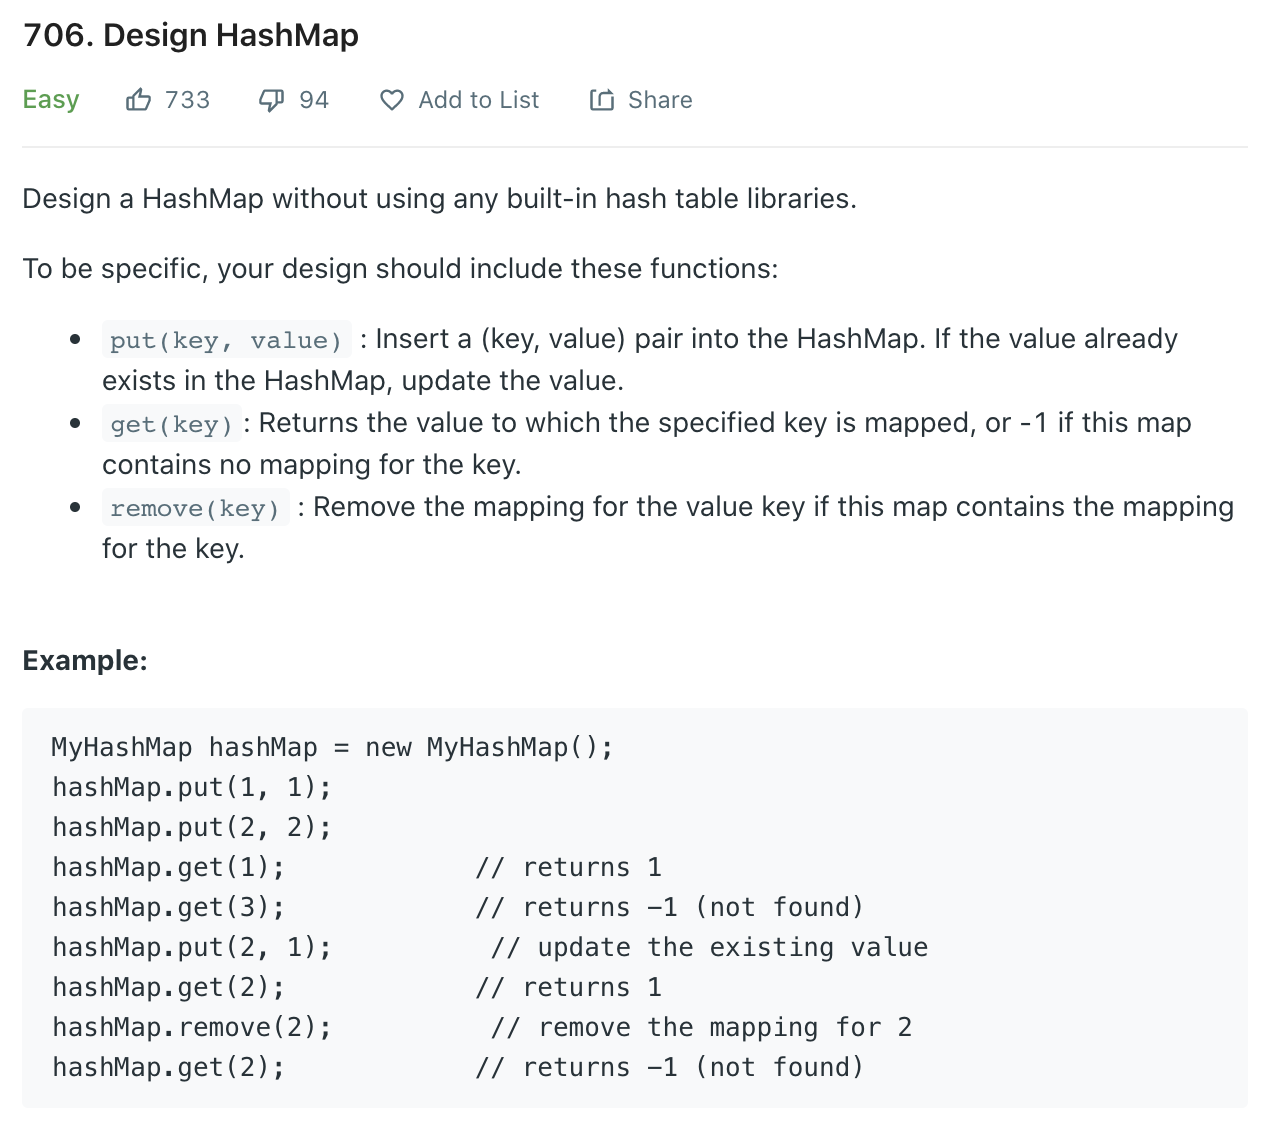 706. Design HashMap
Easy 733 94 Add to List Share
Design a HashMap without using any built-in hash table libraries.
To be specific, your design should include these functions:
• put(key, value) : Insert a (key, value) pair into the HashMap. If the value already
exists in the HashMap, update the value.
• get(key): Returns the value to which the specified key is mapped, or -1 if this map
contains no mapping for the key.
• remove(key) : Remove the mapping for the value key if this map contains the mapping
for the key.
Example:
MyHashMap hashMap = new MyHashMap();
hashMap.put(1, 1);
hashMap.put(2, 2);
hashMap.get(1);            // returns 1
hashMap.get(3);            // returns -1 (not found)
hashMap.put(2, 1);          // update the existing value
hashMap.get(2);            // returns 1
hashMap.remove(2);          // remove the mapping for 2
hashMap.get(2);            // returns -1 (not found)